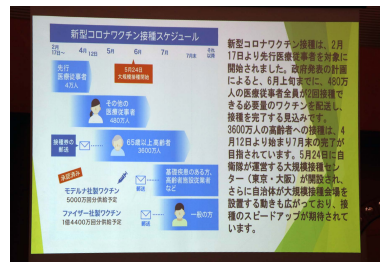 新型コロナワクチン接種スケジュール
2月
17日~
4月
12日
5月
6月
7月
7月末
それ
以降
5月24日
大規模接種開始
先行
医療従事者
4万人
その他の
医療従事者
480万人
接種券の
郵送
65歳以上高齢者
3600万人
承認済み
モデルナ社製ワクチン
5000万回分供給予定
ファイザー社製ワクチン
1億4400万回分供給予定
郵送
基礎疾患のある方、
高齢者施設従業者
など
郵送
一般の方
新型コロナワクチン接種は、2月
17日より先行医療従事者を対象に
開始されました。政府発表の計画
によると、6月上旬までに、480万
人の医療従事者全員が2回接種で
きる必要量のワクチンを配送し、
接種を完了する見込みです。
3600万人の高齢者への接種は、4
月12日より始まり7月末の完了が
目指されています。5月24日に自
衛隊が運営する大規模接種セン
ター（東京・大阪）が開設され、
さらに自治体が大規模接種会場を
設置する動きも広がっており、接
種のスピードアップが期待されて
います。